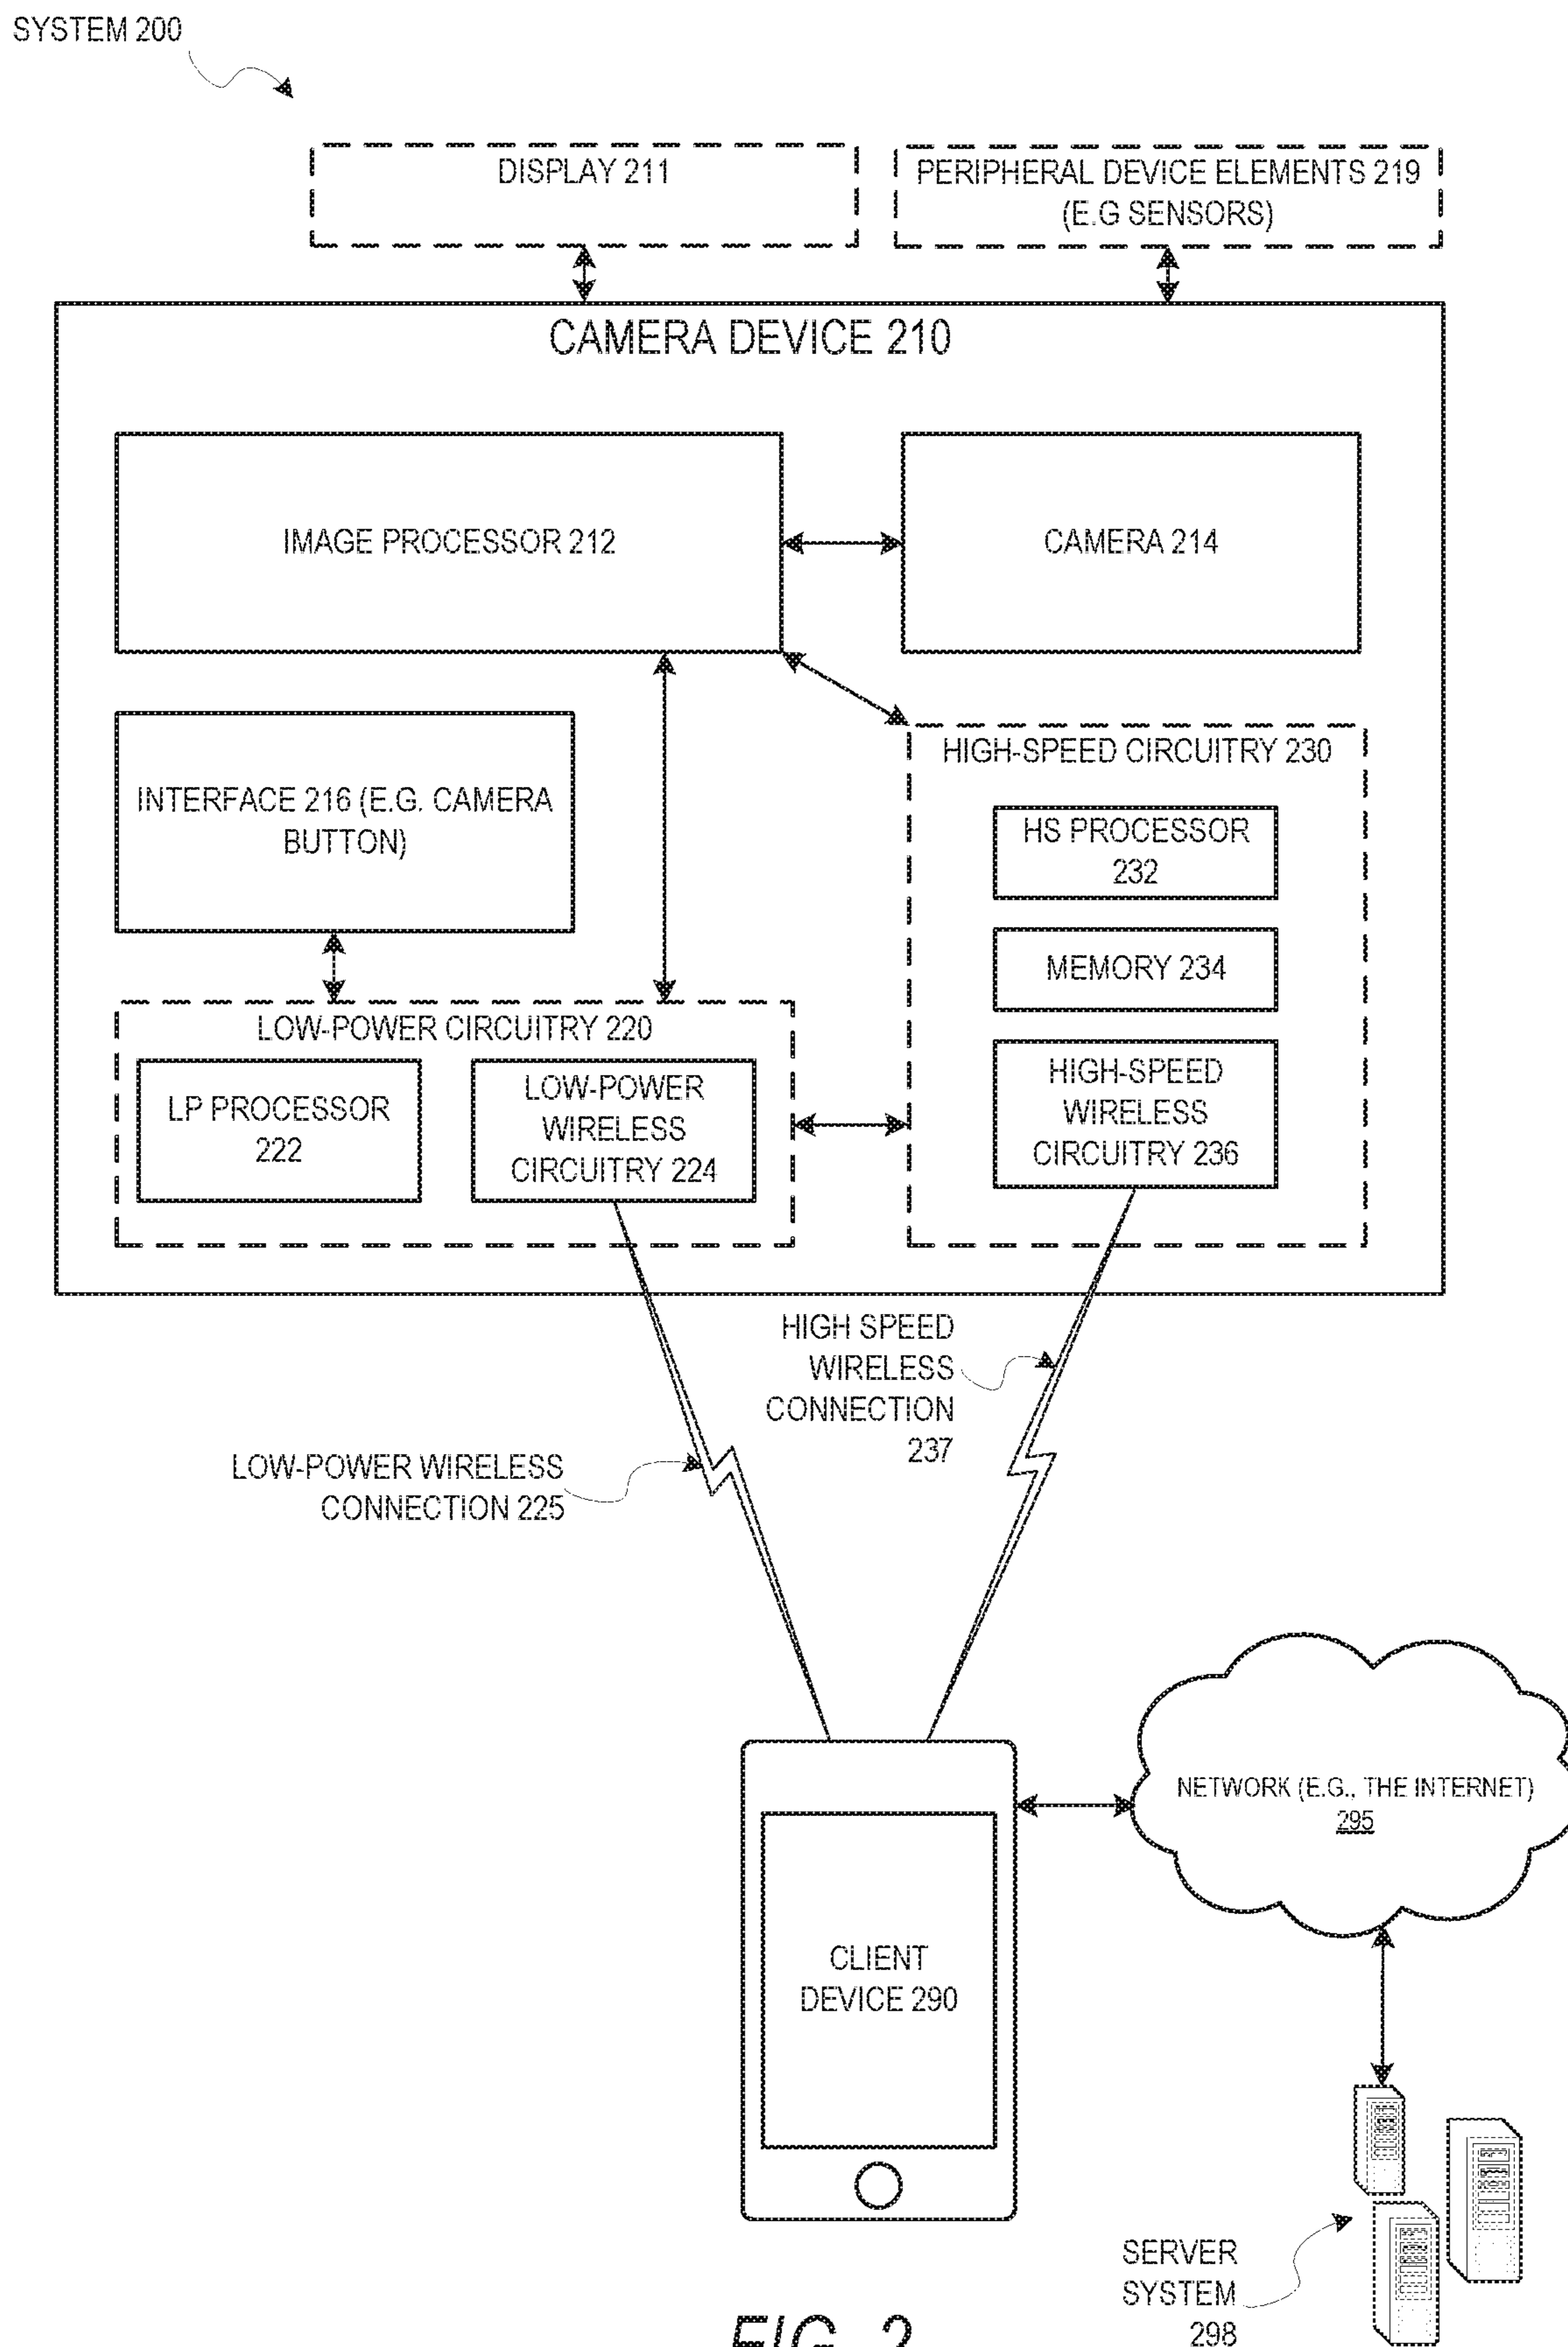 SYSTEM 200
DISPLAY 211
PERIPHERAL DEVICE ELEMENTS 219
(E.G SENSORS)
CAMERA DEVICE 210
IMAGE PROCESSOR 212
CAMERA 214
INTERFACE 216 (E.G. CAMERA
BUTTON)
HIGH-SPEED CIRCUITRY 230
HS PROCESSOR
232
MEMORY 234
HIGH-SPEED
WIRELESS
CIRCUITRY 236
LOW-POWER CIRCUITRY 220
LP PROCESSOR
222
LOW-POWER
WIRELESS
CIRCUITRY 224
HIGH SPEED
WIRELESS
CONNECTION
237
LOW-POWER WIRELESS
CONNECTION 225
NETWORK (E.G., THE INTERNET)
295
CLIENT
DEVICE 290
SERVER
SYSTEM
298
FIG. 2